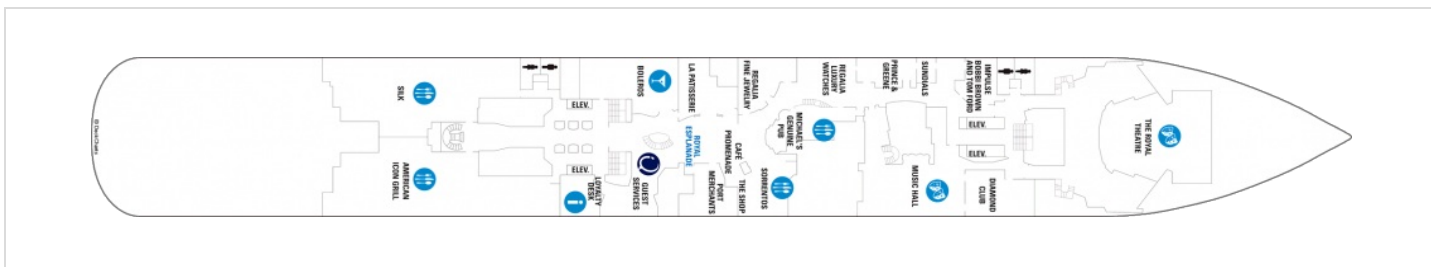 © DavidCharts
SILK
AMERICAN
ICON GRILL
ELEV.
ELEV.
LOYALTY
DESK
BOLEROS
GUEST
SERVICES
LA PATISSERIE
ROYAL
ESPLANADE
PORT
MERCHANTS
REGALIA
FINE JEWELRY
CAFE
PROMENADE
THE SHOP
SORRENTOS
MICHAEL'S
GENUINE
PUB
REGALIA
LUXURY
WATCHES
PRINCE &
GREENE
SUNDIALS
MUSIC HALL
IMPULSE
BOBBI BROWN
AND TOM FORD
ELEV.
ELEV.
DIAMOND
CLUB
THE ROYAL
THEATRE